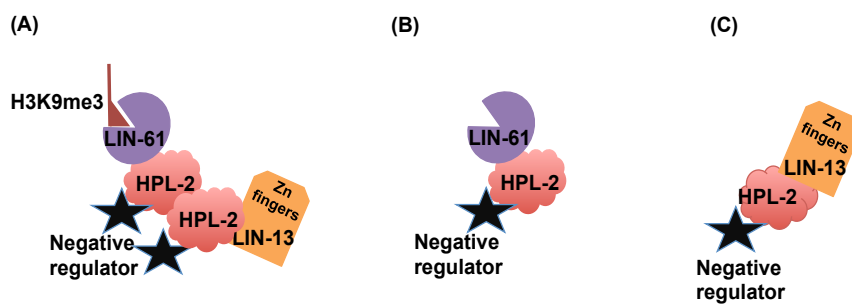 (A)
H3K9me3
LIN-61
HPL-2
HPL-2
Zn
fingers
LIN-13
Negative
regulator
(B)
LIN-61
HPL-2
Negative
regulator
(C)
Zn
fingers
LIN-13
HPL-2
Negative
regulator